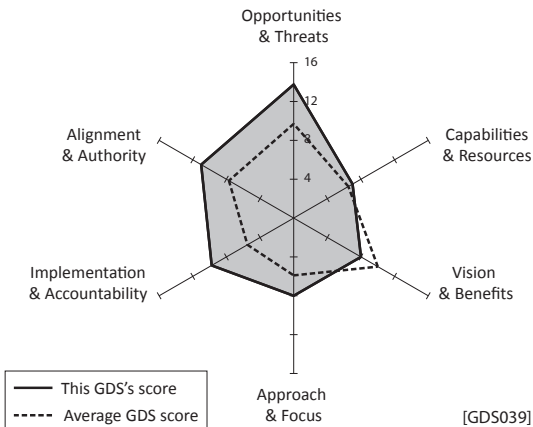 Opportunities
& Threats
16
12
8
4
Alignment
& Authority
Capabilities
& Resources
Implementation
& Accountability
Vision
& Benefits
Approach
& Focus
This GDS's score
Average GDS score
[GDS039]